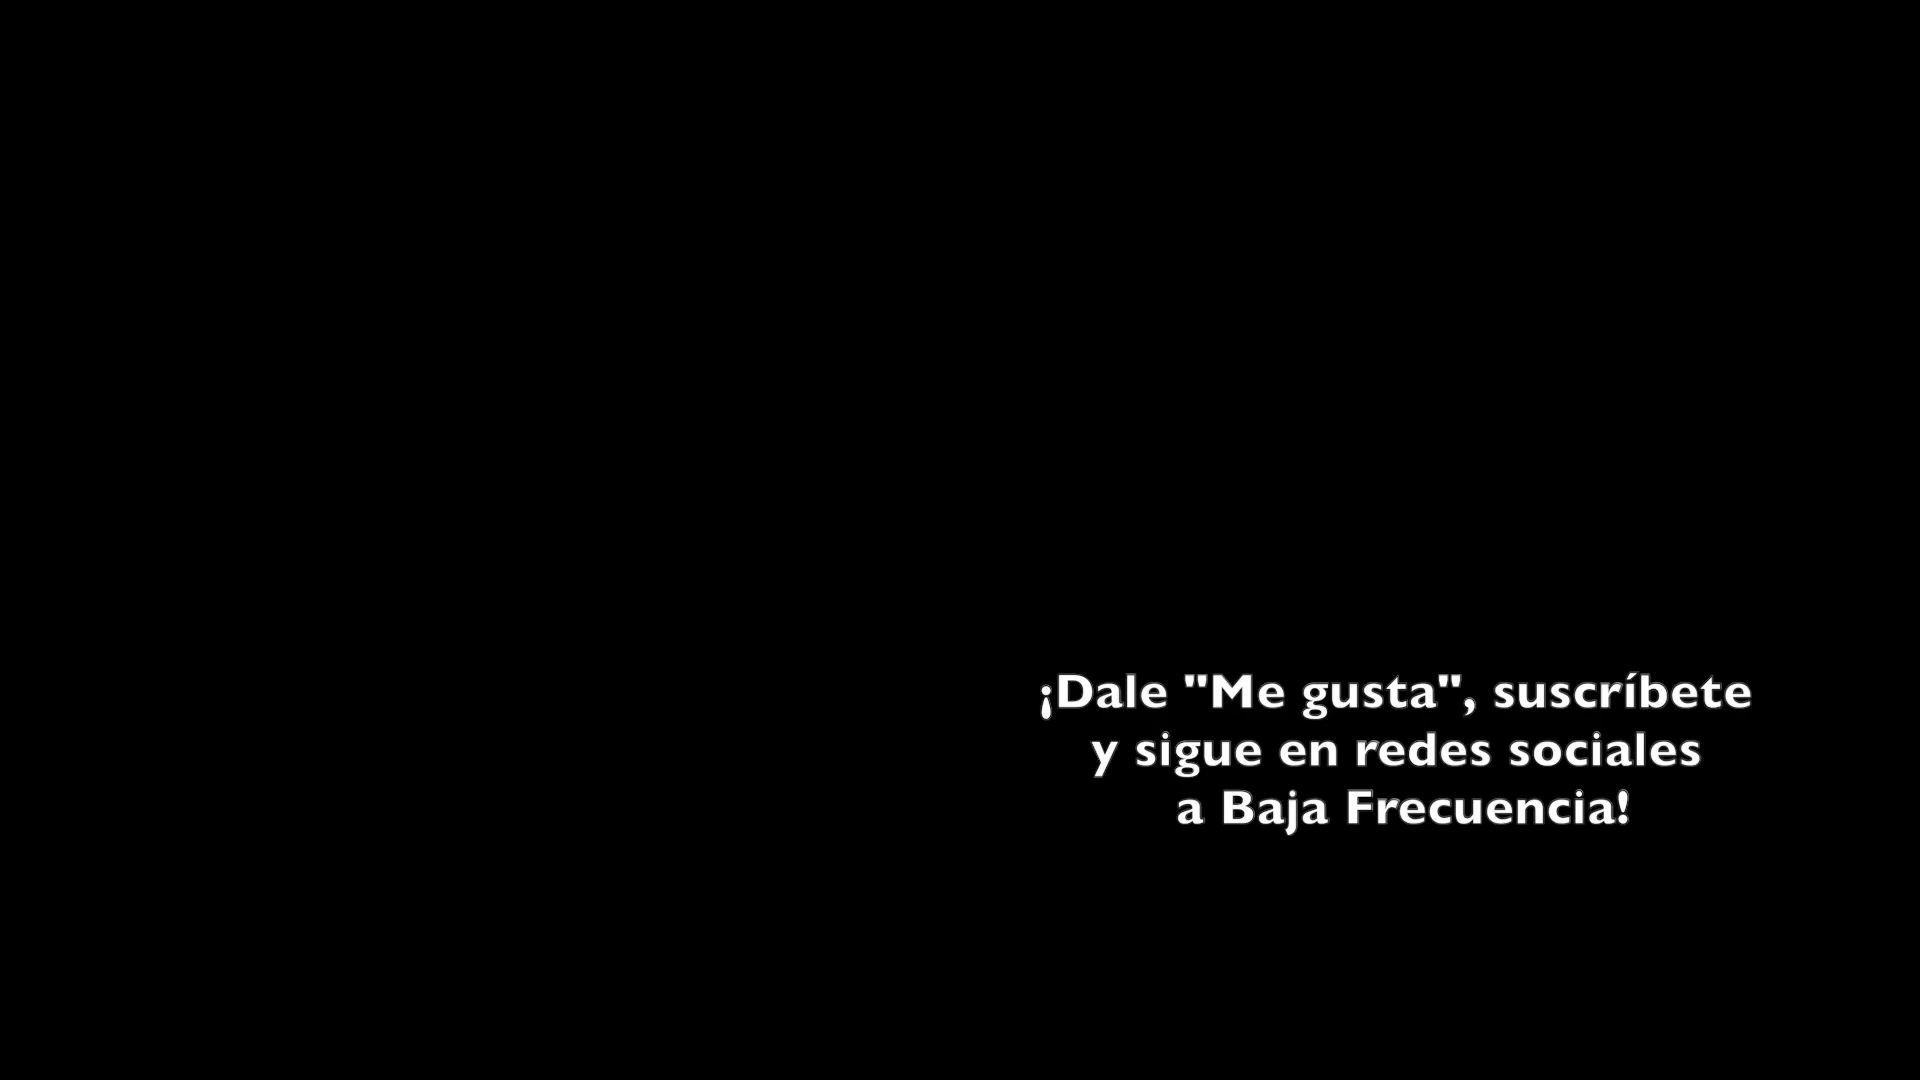 ¡Dale "Me gusta", suscríbete
y sigue en redes sociales
a Baja Frecuencia!